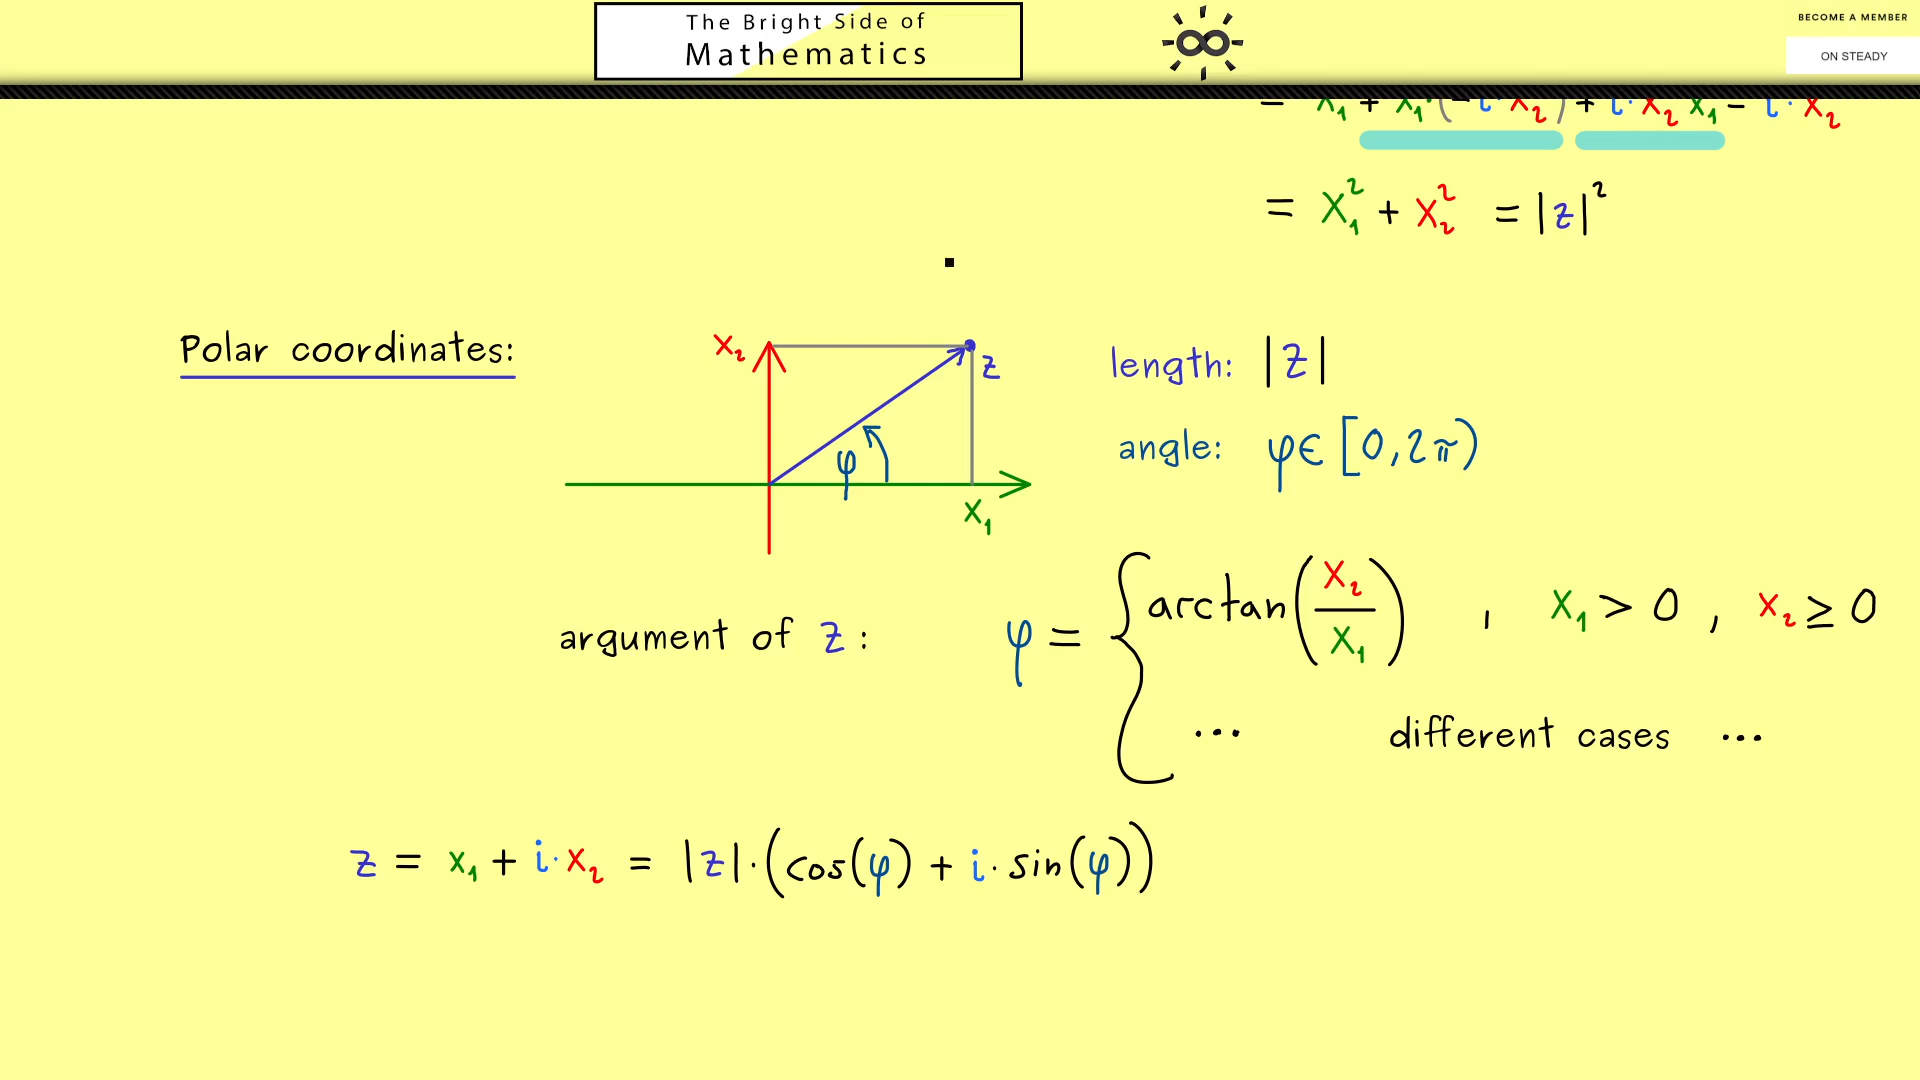 The Bright Side of
Mathematics
BECOME A MEMBER
ON STEADY
= x₁² + x₂² = |z|²
Polar coordinates:
x₂
z
φ
x₁
length: |z|
angle: φ ∈ [0, 2π)
argument of z: φ = { arctan(x₂/x₁) , x₁ > 0 , x₂ ≥ 0
... different cases ...
z = x₁ + i · x₂ = |z| · (cos(φ) + i · sin(φ))